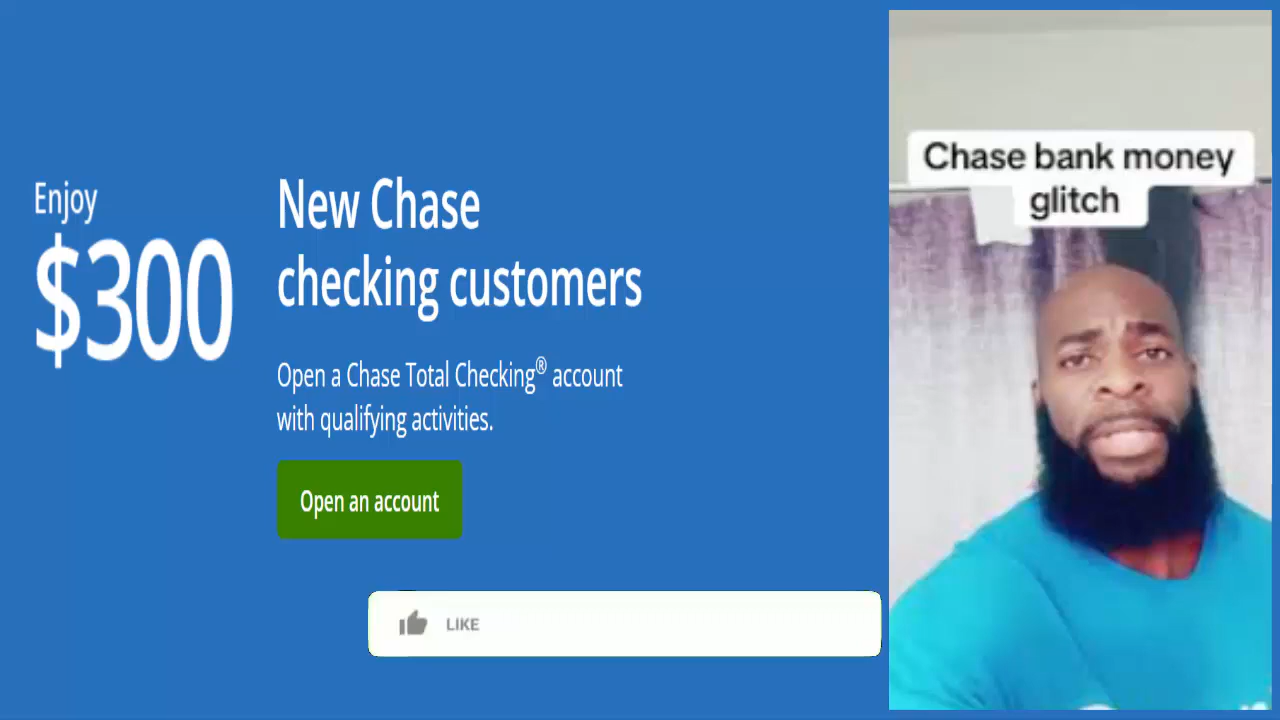 Enjoy
$300
New Chase
checking customers
Open a Chase Total Checking® account
with qualifying activities.
Open an account
LIKE
Chase bank money
glitch